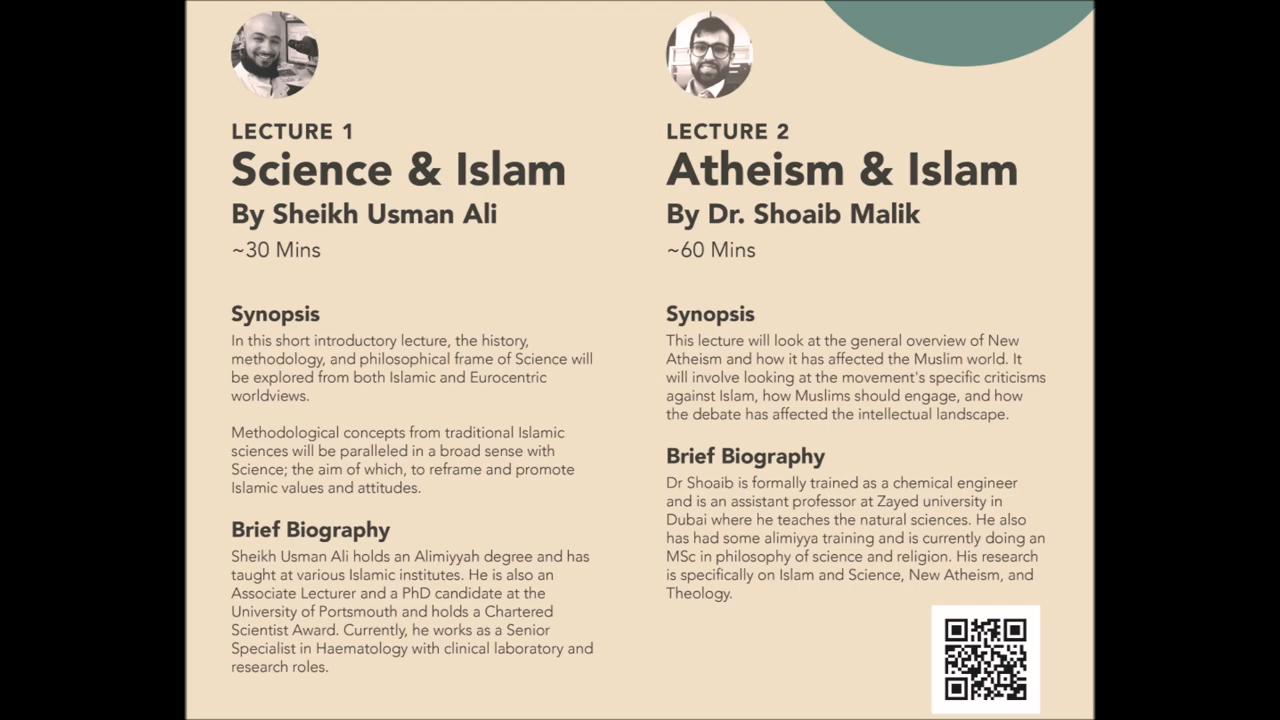 LECTURE 1
Science & Islam
By Sheikh Usman Ali
~30 Mins
Synopsis
In this short introductory lecture, the history,
methodology, and philosophical frame of Science will
be explored from both Islamic and Eurocentric
worldviews.
Methodological concepts from traditional Islamic
sciences will be paralleled in a broad sense with
Science; the aim of which, to reframe and promote
Islamic values and attitudes.
Brief Biography
Sheikh Usman Ali holds an Alimiyyah degree and has
taught at various Islamic institutes. He is also an
Associate Lecturer and a PhD candidate at the
University of Portsmouth and holds a Chartered
Scientist Award. Currently, he works as a Senior
Specialist in Haematology with clinical laboratory and
research roles.
LECTURE 2
Atheism & Islam
By Dr. Shoaib Malik
~60 Mins
Synopsis
This lecture will look at the general overview of New
Atheism and how it has affected the Muslim world. It
will involve looking at the movement's specific criticisms
against Islam, how Muslims should engage, and how
the debate has affected the intellectual landscape.
Brief Biography
Dr Shoaib is formally trained as a chemical engineer
and is an assistant professor at Zayed university in
Dubai where he teaches the natural sciences. He also
has had some alimiyya training and is currently doing an
MSc in philosophy of science and religion. His research
is specifically on Islam and Science, New Atheism, and
Theology.